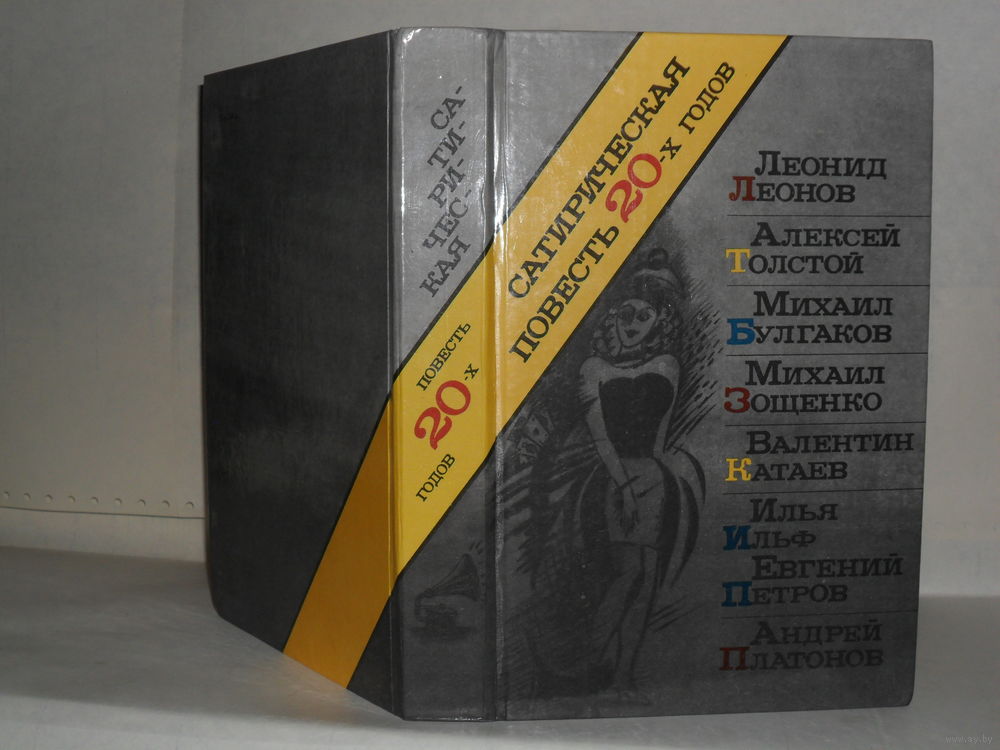 СА-
ТИ-
РИ-
ЧЕС-
КАЯ
ПОВЕСТЬ
20-Х
ГОДОВ
САТИРИЧЕСКАЯ
ПОВЕСТЬ 20-Х ГОДОВ
ЛЕОНИД
ЛЕОНОВ
АЛЕКСЕЙ
ТОЛСТОЙ
МИХАИЛ
БУЛГАКОВ
МИХАИЛ
ЗОЩЕНКО
ВАЛЕНТИН
КАТАЕВ
ИЛЬЯ
ИЛЬФ
ЕВГЕНИЙ
ПЕТРОВ
АНДРЕЙ
ПЛАТОНОВ
www.ay.by